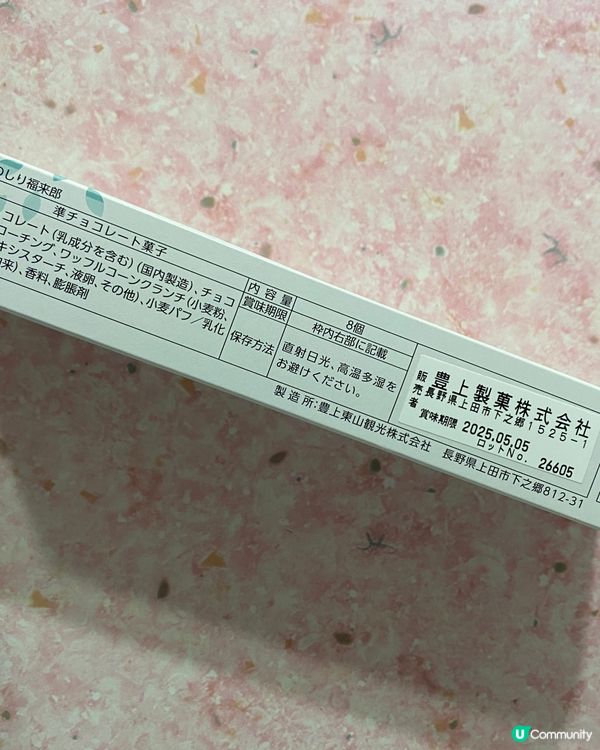 のしり福来郎
準チョコレート菓子
コレート(乳成分を含む)(国内製造)、チョコ
コーチング、ワッフルコーンクランチ(小麦粉、
キシスターチ、液卵、その他)、小麦パフ/乳化
来)、香料、膨脹剤
内容量
8個
賞味期限
枠内右部に記載
保存方法
直射日光、高温多湿を
お避けください。
製造所:豊上東山観光株式会社 長野県上田市下之郷812-31
販売者
豊上製菓株式会社
長野県上田市下之郷1525-1
賞味期限 2025.05.05
ロットNo. 26605
U Community